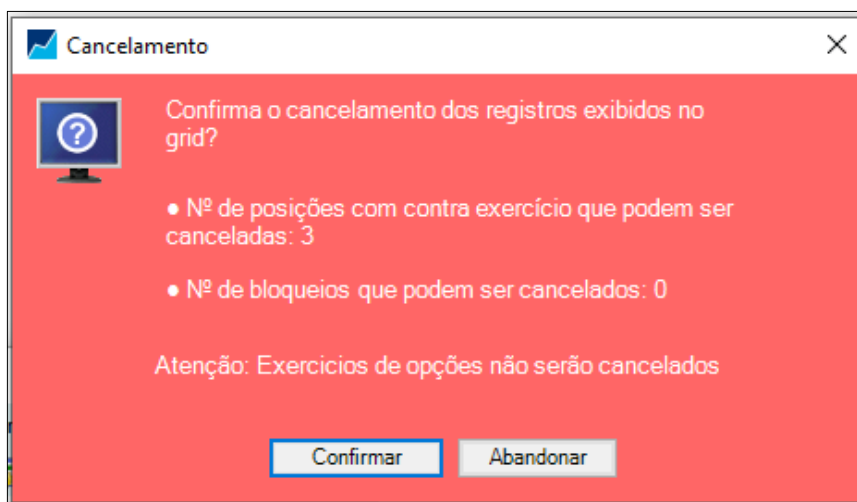 Cancelamento
Confirma o cancelamento dos registros exibidos no
grid?
● Nº de posições com contra exercício que podem ser
canceladas: 3
● Nº de bloqueios que podem ser cancelados: 0
Atenção: Exercicios de opções não serão cancelados
Confirmar Abandonar